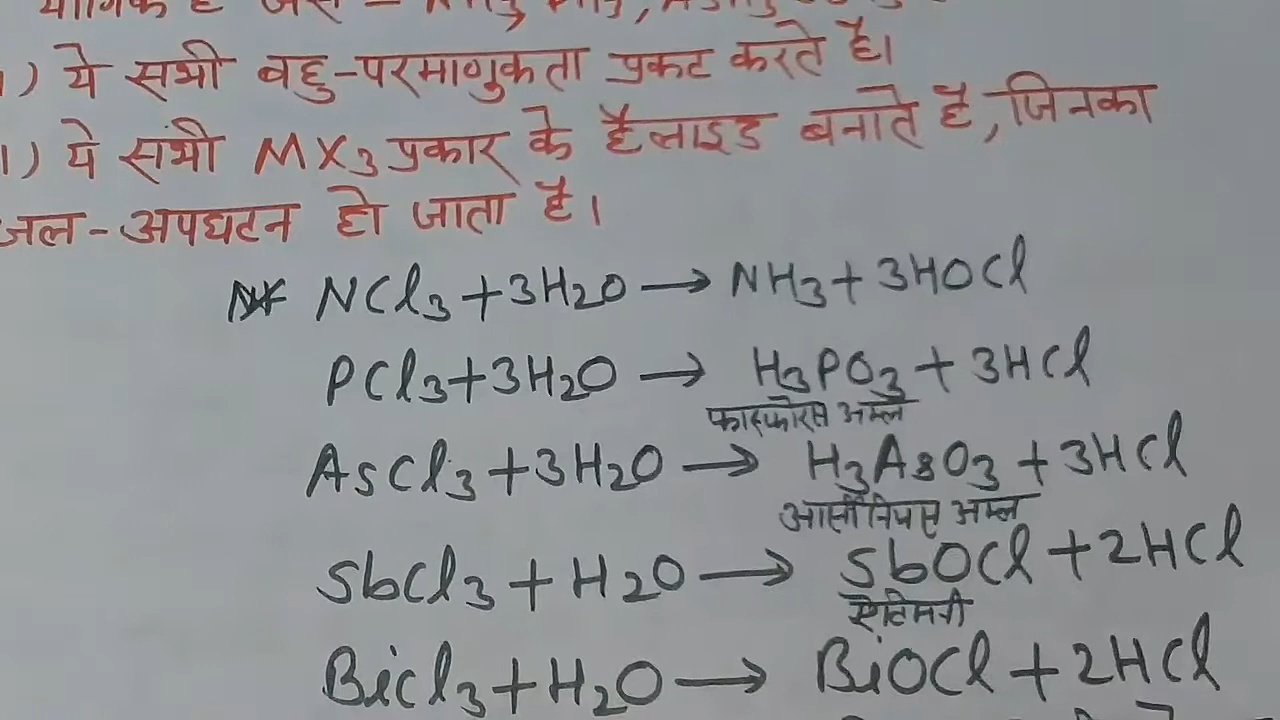 यौगिक है जैसे –
) ये सभी बहु-परमाणुकता प्रकट करते है।
) ये सभी MX3 प्रकार के हैलाइड बनाते है, जिनका
जल-अपघटन हो जाता है।
NCl3+3H2O → NH3+3HOCl
PCl3+3H2O → H3PO3+3HCl
फास्फोरस अम्ल
AsCl3+3H2O → H3AsO3+3HCl
आर्सीनियस अम्ल
SbCl3+H2O → SbOCl+2HCl
ऐंटिमनी
BiCl3+H2O → BiOCl+2HCl